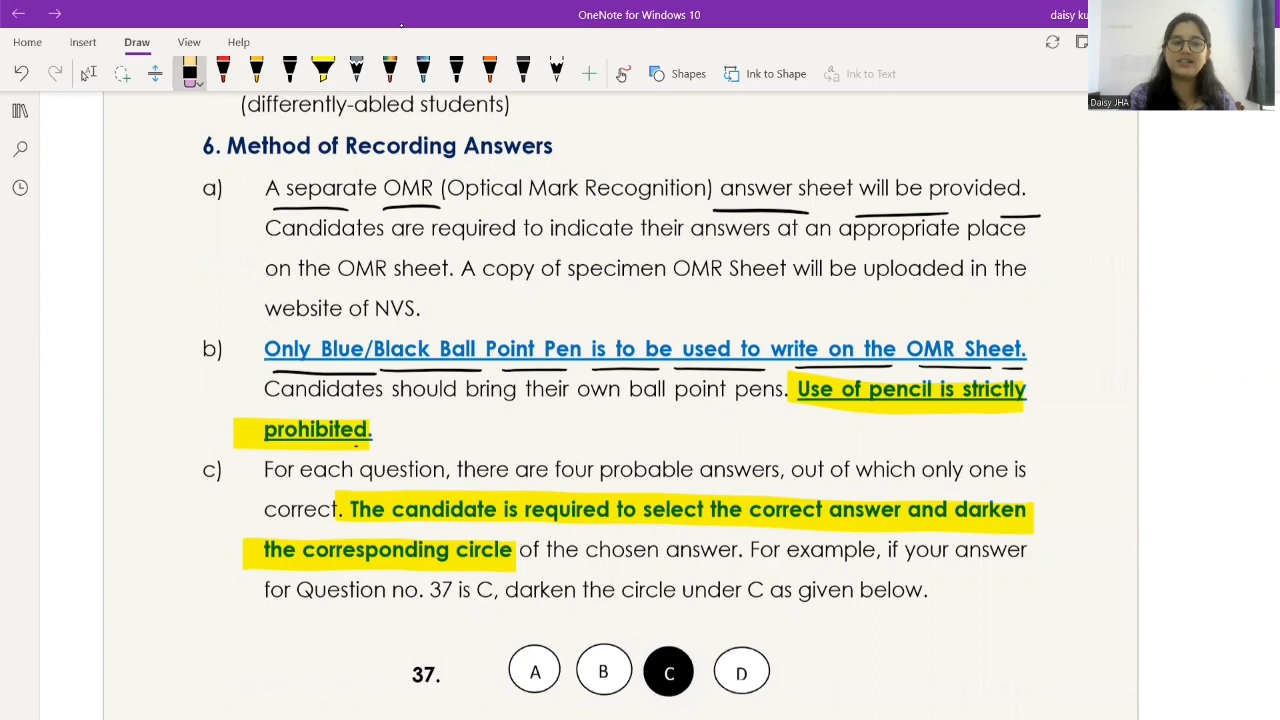 OneNote for Windows 10
daisy ku
Home Insert Draw View Help
Shapes Ink to Shape Ink to Text
Daisy JHA
(differently-abled students)
6. Method of Recording Answers
a) A separate OMR (Optical Mark Recognition) answer sheet will be provided.
Candidates are required to indicate their answers at an appropriate place
on the OMR sheet. A copy of specimen OMR Sheet will be uploaded in the
website of NVS.
b) Only Blue/Black Ball Point Pen is to be used to write on the OMR Sheet.
Candidates should bring their own ball point pens. Use of pencil is strictly
prohibited.
c) For each question, there are four probable answers, out of which only one is
correct. The candidate is required to select the correct answer and darken
the corresponding circle of the chosen answer. For example, if your answer
for Question no. 37 is C, darken the circle under C as given below.
37. A B C D